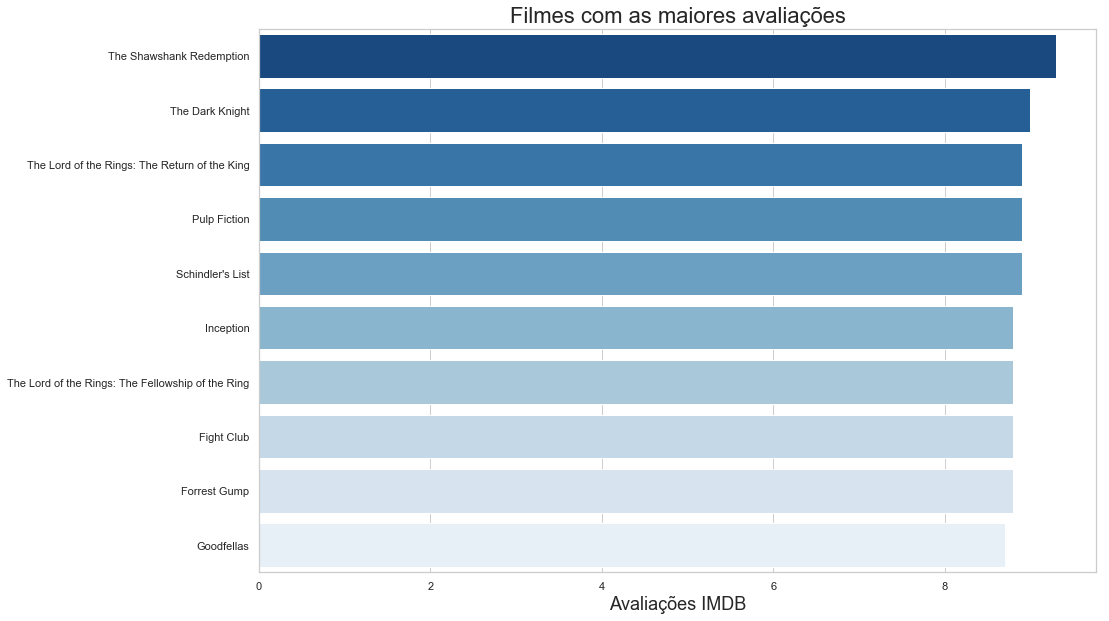 Filmes com as maiores avaliações
The Shawshank Redemption
The Dark Knight
The Lord of the Rings: The Return of the King
Pulp Fiction
Schindler's List
Inception
The Lord of the Rings: The Fellowship of the Ring
Fight Club
Forrest Gump
Goodfellas
0 2 4 6 8
Avaliações IMDB